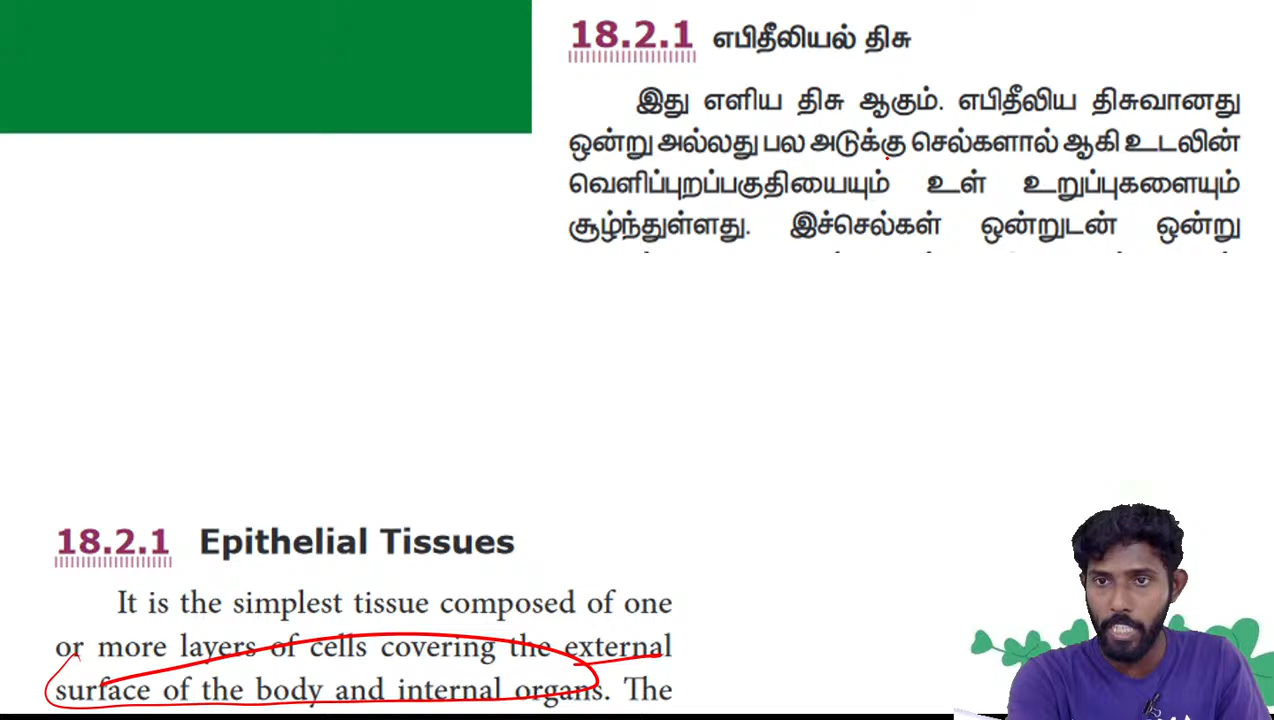 18.2.1 எபிதீலியல் திசு
இது எளிய திசு ஆகும். எபிதீலிய திசுவானது
ஒன்று அல்லது பல அடுக்கு செல்களால் ஆகி உடலின்
வெளிப்புறப்பகுதியையும் உள் உறுப்புகளையும்
சூழ்ந்துள்ளது. இச்செல்கள் ஒன்றுடன் ஒன்று
18.2.1 Epithelial Tissues
It is the simplest tissue composed of one
or more layers of cells covering the external
surface of the body and internal organs. The